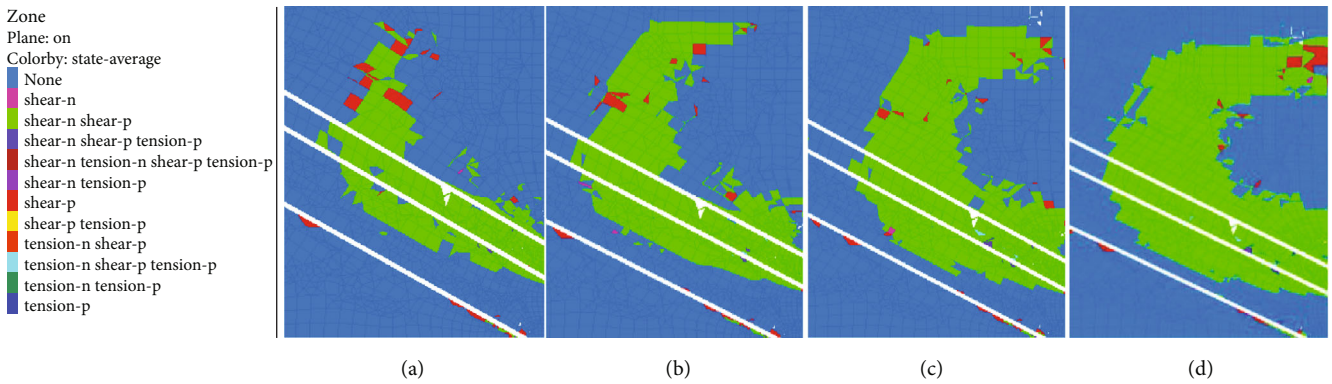 Zone
Plane: on
Colorby: state-average
None
shear-n
shear-n shear-p
shear-n shear-p tension-p
shear-n tension-n shear-p tension-p
shear-n tension-p
shear-p
shear-p tension-p
tension-n shear-p
tension-n shear-p tension-p
tension-n tension-p
tension-p
(a) (b) (c) (d)